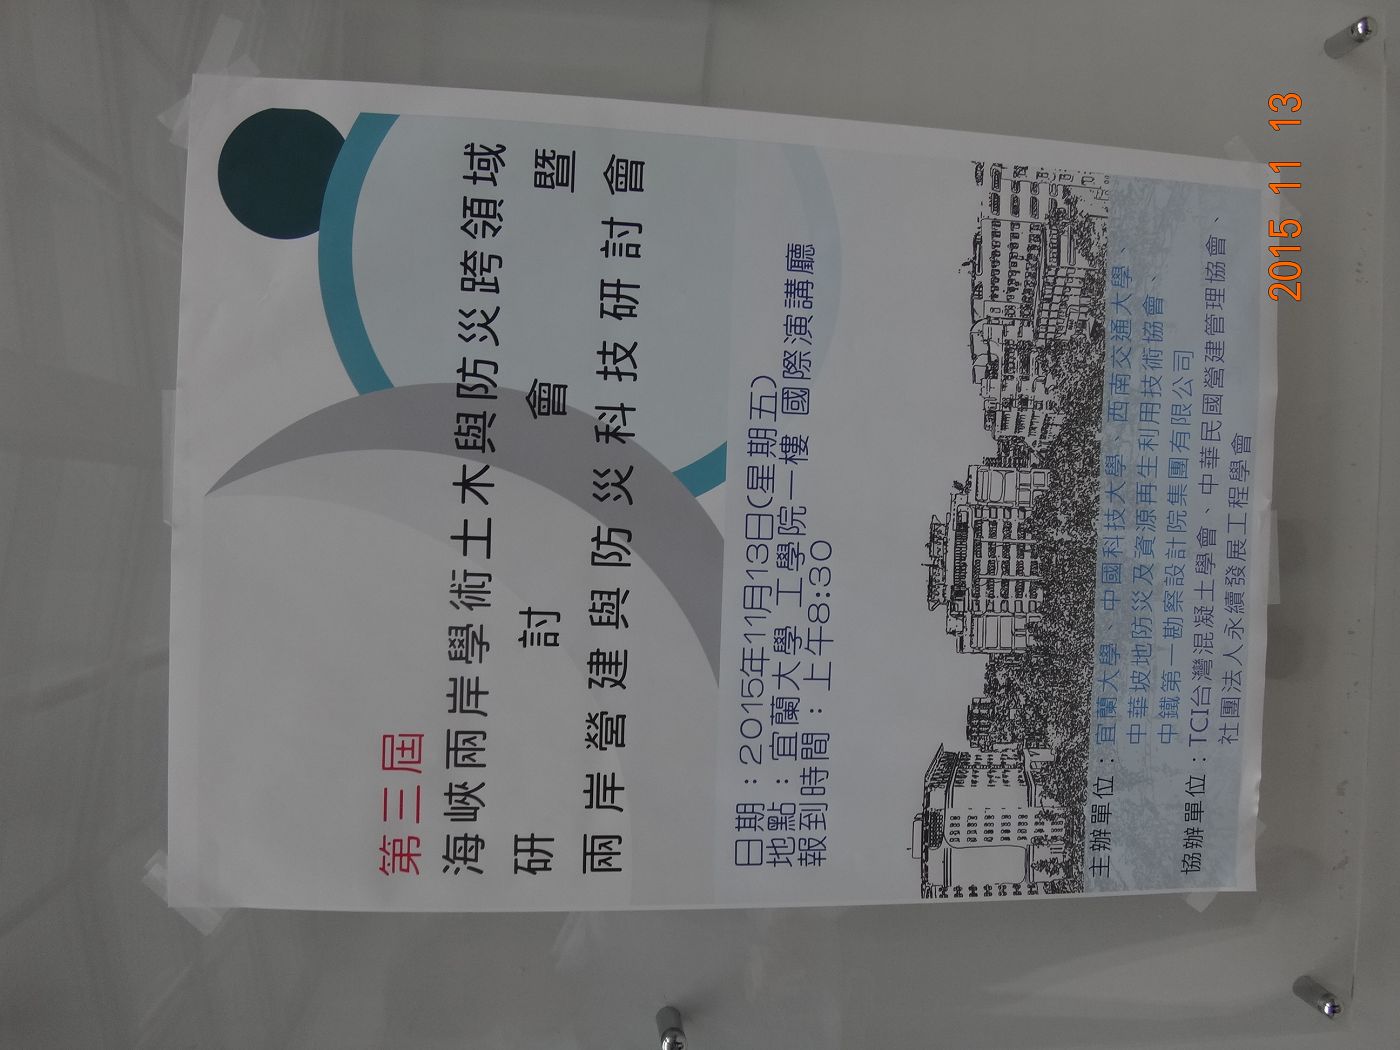 第三屆
海峽兩岸學術土木與防災跨領域
研討會暨
兩岸營建與防災科技研討會
日期：2015年11月13日(星期五)
地點：宜蘭大學 工學院一樓 國際演講廳
報到時間：上午8:30
主辦單位：宜蘭大學、中國科技大學、西南交通大學、
中華坡地防災及資源再生利用技術協會、
中鐵第一勘察設計院集團有限公司
協辦單位：TCI台灣混凝土學會、中華民國營建管理協會、
社團法人永續發展工程學會
2015 11 13